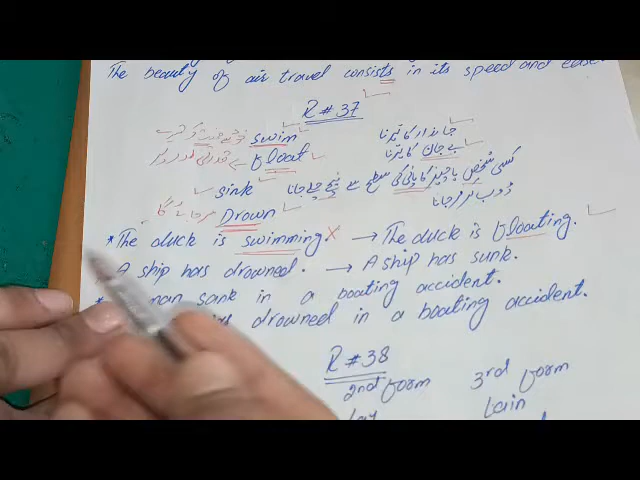 The beauty of air travel consists in its speed and ease.
R # 37
swim جاندار کا تیرنا
float بے جان کا تیرنا
sink کسی شخص یا چیز کا پانی کی سطح سے نیچے چلے جانا
Drown ڈوب کر مر جانا
* The duck is swimming. × → The duck is floating.
A ship has drowned. → A ship has sunk.
man sank in a boating accident.
drowned in a boating accident.
R # 38
2nd form 3rd form
Lay Lain